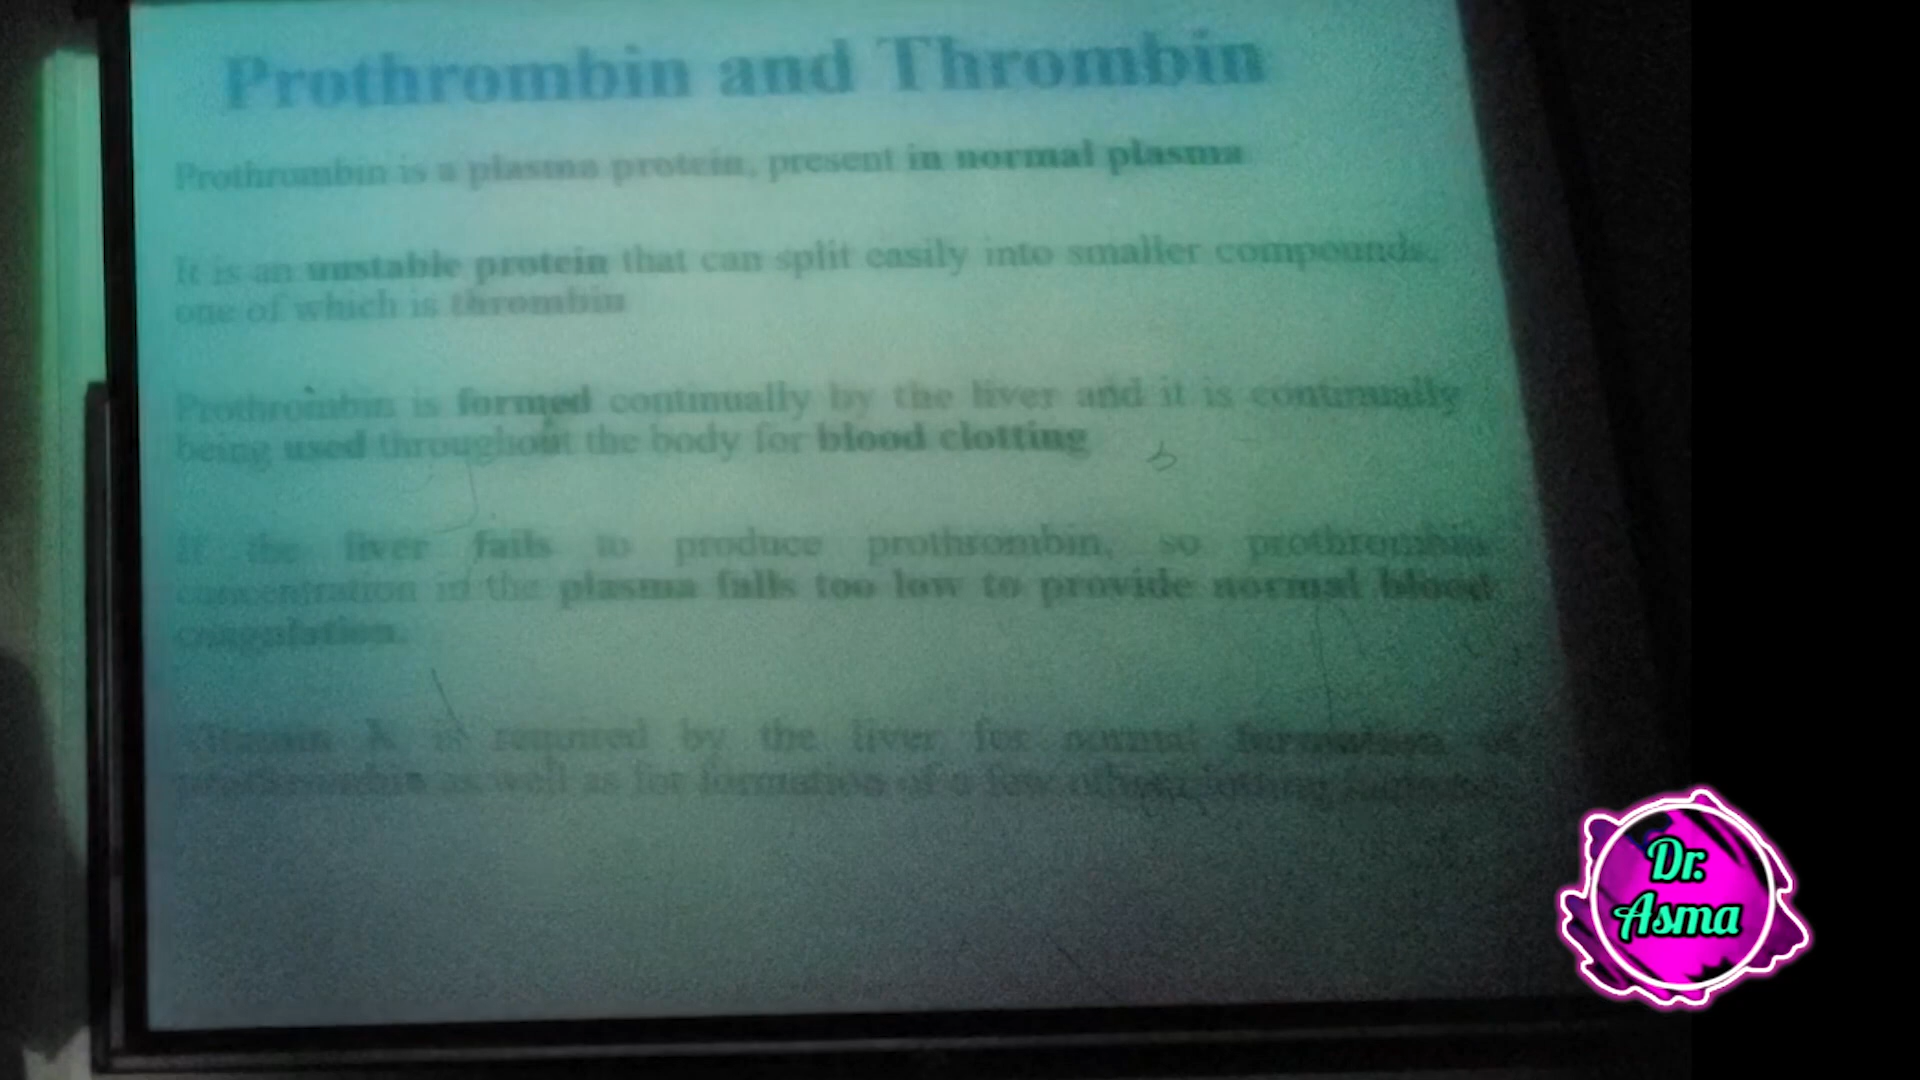 Prothrombin and Thrombin
Prothrombin is a plasma protein, present in normal plasma
It is an unstable protein that can split easily into smaller compounds,
one of which is thrombin
Prothrombin is formed continually by the liver and it is continually
being used throughout the body for blood clotting
If the liver fails to produce prothrombin, so prothrombin
concentration in the plasma falls too low to provide normal blood
coagulation.
Vitamin K is required by the liver for normal formation of
prothrombin as well as for formation of a few other clotting
Dr.
Asma